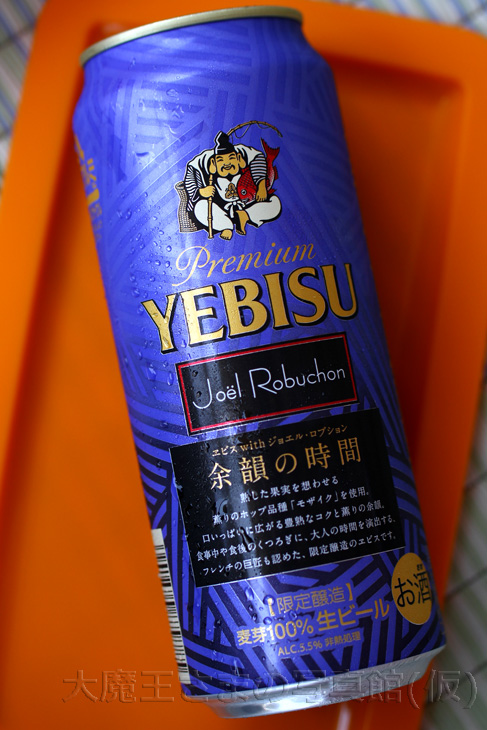 Premium
YEBISU
Joël Robuchon
ヱビス with ジョエル・ロブション
余韻の時間
熟した果実を想わせる
薫りのホップ品種「モザイク」を使用。
口いっぱいに広がる豊熟なコクと薫りの余韻。
食事中や食後のくつろぎに、大人の時間を演出する、
フレンチの巨匠も認めた、限定醸造のヱビスです。
【限定醸造】
麦芽100% 生ビール
ALC.5.5% 非熱処理
お酒
大魔王さまの写真館(仮)